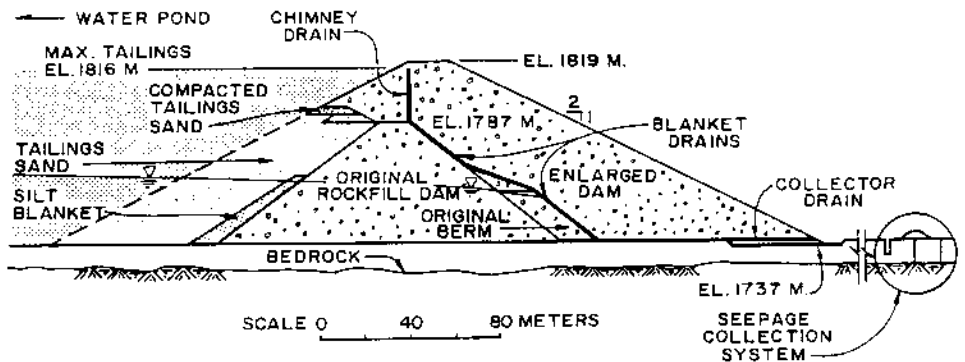 WATER POND
CHIMNEY
DRAIN
MAX. TAILINGS
EL. 1816 M
EL. 1819 M.
COMPACTED
TAILINGS
SAND
2
1
EL. 1787 M.
BLANKET
DRAINS
TAILINGS
SAND
ORIGINAL
ROCKFILL DAM
ENLARGED
DAM
COLLECTOR
DRAIN
SILT
BLANKET
ORIGINAL
BERM
BEDROCK
EL. 1737 M.
SCALE 0 40 80 METERS
SEEPAGE
COLLECTION
SYSTEM